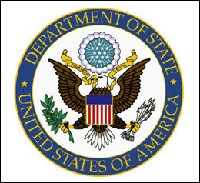 DEPARTMENT OF STATE
UNITED STATES OF AMERICA